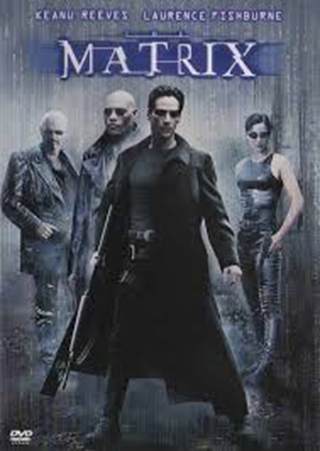 KEANU REEVES LAURENCE FISHBURNE
THE
MATRIX
DVD